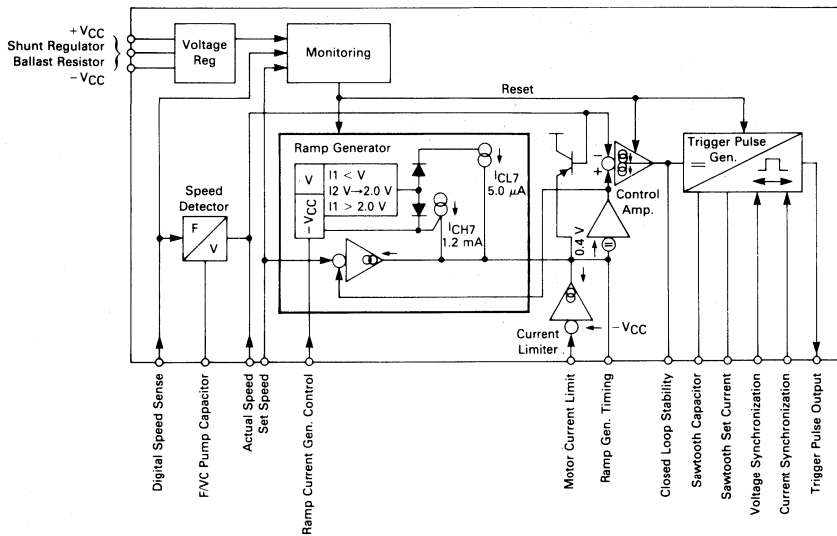 +VCC
Shunt Regulator
Ballast Resistor
−VCC
Voltage
Reg
Monitoring
Reset
Ramp Generator
V
−VCC
I1 < V
I2 V→2.0 V
I1 > 2.0 V
ICL7
5.0 μA
ICH7
1.2 mA
−
+
=
Control
Amp.
Trigger Pulse
Gen.
=
Speed
Detector
F
V
0.4 V
Current
Limiter
−VCC
Digital Speed Sense
F/VC Pump Capacitor
Actual Speed
Set Speed
Ramp Current Gen. Control
Motor Current Limit
Ramp Gen. Timing
Closed Loop Stability
Sawtooth Capacitor
Sawtooth Set Current
Voltage Synchronization
Current Synchronization
Trigger Pulse Output